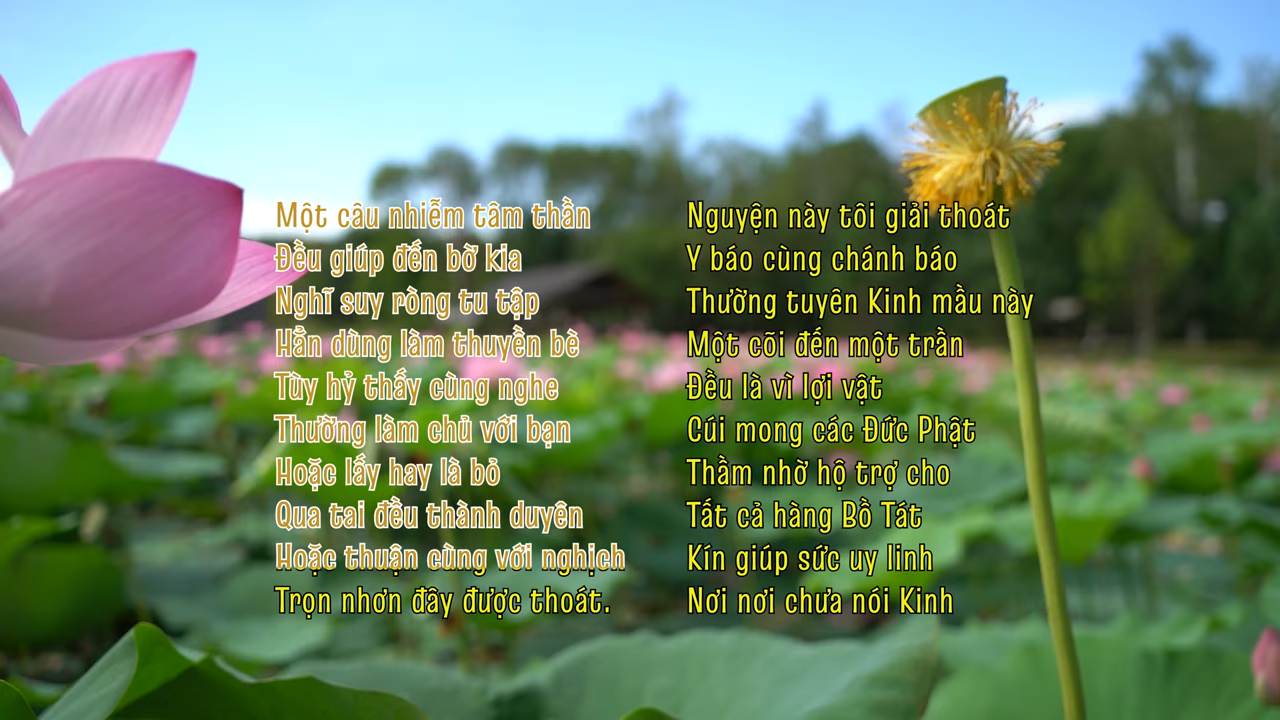 Một câu nhiễm tâm thần
Đều giúp đến bờ kia
Nghĩ suy ròng tu tập
Hẳn dùng làm thuyền bè
Tùy hỷ thấy cùng nghe
Thường làm chủ với bạn
Hoặc lấy hay là bỏ
Qua tai đều thành duyên
Hoặc thuận cùng với nghịch
Trọn nhơn đây được thoát.
Nguyện này tôi giải thoát
Y báo cùng chánh báo
Thường tuyên Kinh mầu này
Một cõi đến một trần
Đều là vì lợi vật
Cúi mong các Đức Phật
Thầm nhờ hộ trợ cho
Tất cả hàng Bồ Tát
Kín giúp sức uy linh
Nơi nơi chưa nói Kinh